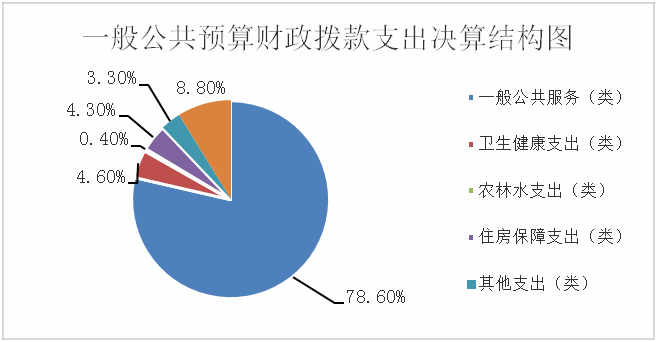 一般公共预算财政拨款支出决算结构图
3.30%
8.80%
4.30%
0.40%
4.60%
78.60%
一般公共服务（类）
卫生健康支出（类）
农林水支出（类）
住房保障支出（类）
其他支出（类）